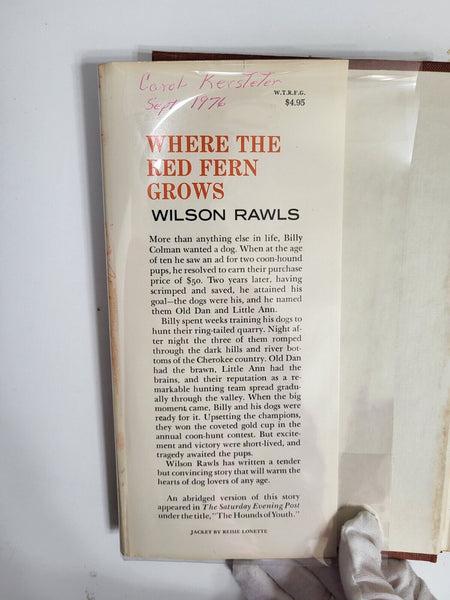 Carol Kersteter
Sept. 1976
W.T.R.F.G.
$4.95
WHERE THE
RED FERN
GROWS
WILSON RAWLS
More than anything else in life, Billy
Colman wanted a dog. When at the age
of ten he saw an ad for two coon-hound
pups, he resolved to earn their purchase
price of $50. Two years later, having
scrimped and saved, he attained his
goal—the dogs were his, and he named
them Old Dan and Little Ann.
Billy spent weeks training his dogs to
hunt their ring-tailed quarry. Night af-
ter night the three of them romped
through the dark hills and river bot-
toms of the Cherokee country. Old Dan
had the brawn, Little Ann had the
brains, and their reputation as a re-
markable hunting team spread gradu-
ally through the valley. When the big
moment came, Billy and his dogs were
ready for it. Upsetting the champions,
they won the coveted gold cup in the
annual coon-hunt contest. But excite-
ment and victory were short-lived, and
tragedy awaited the pups.
Wilson Rawls has written a tender
but convincing story that will warm the
hearts of dog lovers of any age.
An abridged version of this story
appeared in The Saturday Evening Post
under the title, "The Hounds of Youth."
JACKET BY REISIE LONETTE